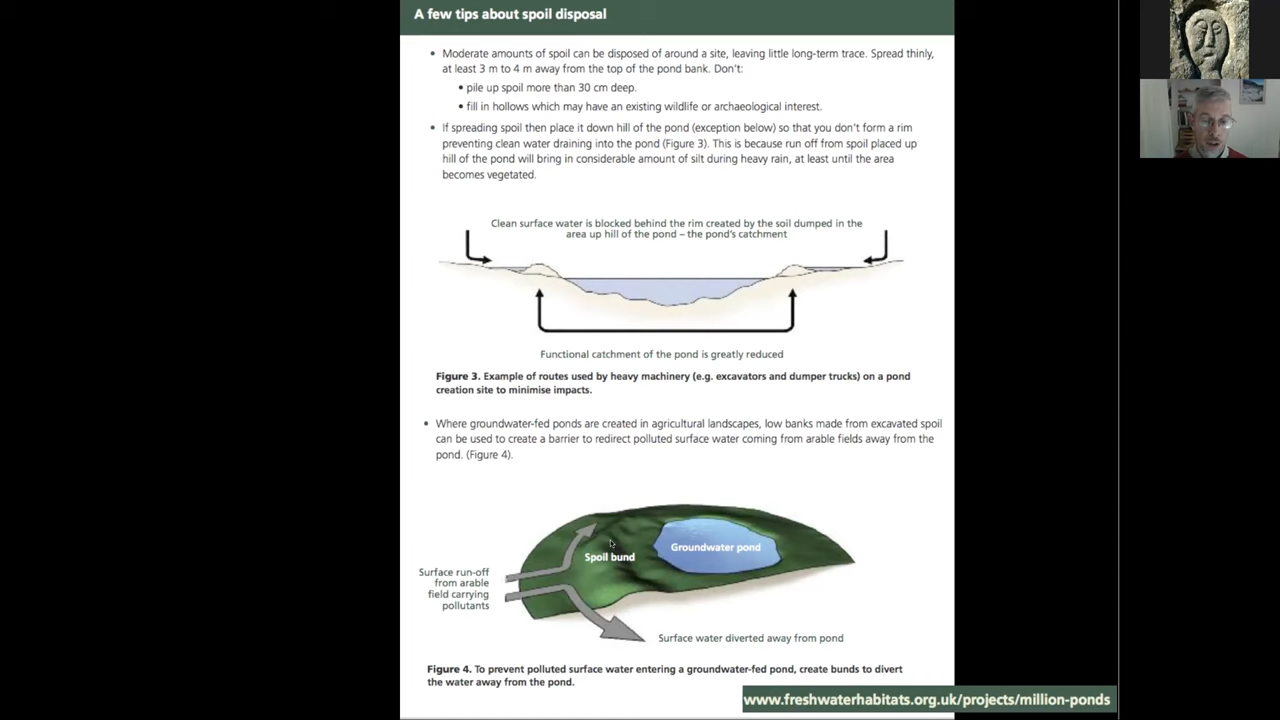 A few tips about spoil disposal
• Moderate amounts of spoil can be disposed of around a site, leaving little long-term trace. Spread thinly,
at least 3 m to 4 m away from the top of the pond bank. Don't:
• pile up spoil more than 30 cm deep.
• fill in hollows which may have an existing wildlife or archaeological interest.
• If spreading spoil then place it down hill of the pond (exception below) so that you don't form a rim
preventing clean water draining into the pond (Figure 3). This is because run off from spoil placed up
hill of the pond will bring in considerable amount of silt during heavy rain, at least until the area
becomes vegetated.
Clean surface water is blocked behind the rim created by the soil dumped in the
area up hill of the pond – the pond's catchment
Functional catchment of the pond is greatly reduced
Figure 3. Example of routes used by heavy machinery (e.g. excavators and dumper trucks) on a pond
creation site to minimise impacts.
• Where groundwater-fed ponds are created in agricultural landscapes, low banks made from excavated spoil
can be used to create a barrier to redirect polluted surface water coming from arable fields away from the
pond. (Figure 4).
Groundwater pond
Spoil bund
Surface run-off
from arable
field carrying
pollutants
Surface water diverted away from pond
Figure 4. To prevent polluted surface water entering a groundwater-fed pond, create bunds to divert
the water away from the pond.
www.freshwaterhabitats.org.uk/projects/million-ponds